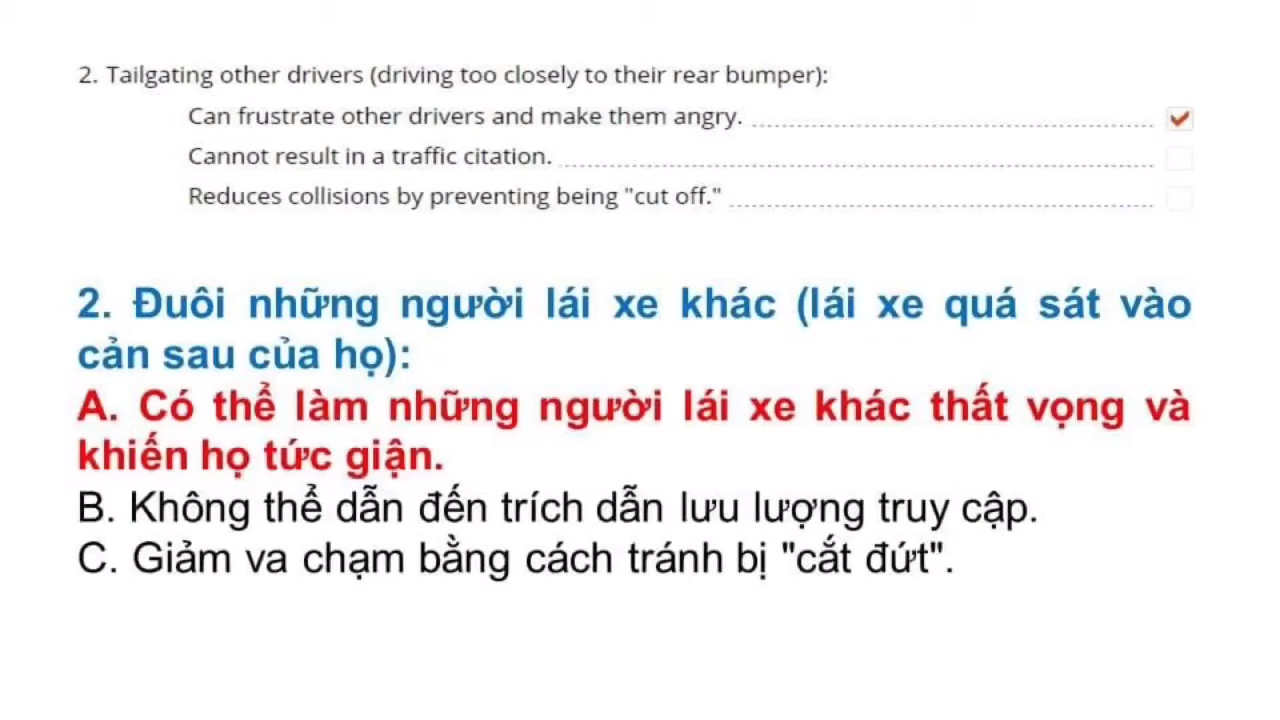 2. Tailgating other drivers (driving too closely to their rear bumper):
Can frustrate other drivers and make them angry.
Cannot result in a traffic citation.
Reduces collisions by preventing being "cut off."
2. Đuôi những người lái xe khác (lái xe quá sát vào
cản sau của họ):
A. Có thể làm những người lái xe khác thất vọng và
khiến họ tức giận.
B. Không thể dẫn đến trích dẫn lưu lượng truy cập.
C. Giảm va chạm bằng cách tránh bị "cắt đứt".